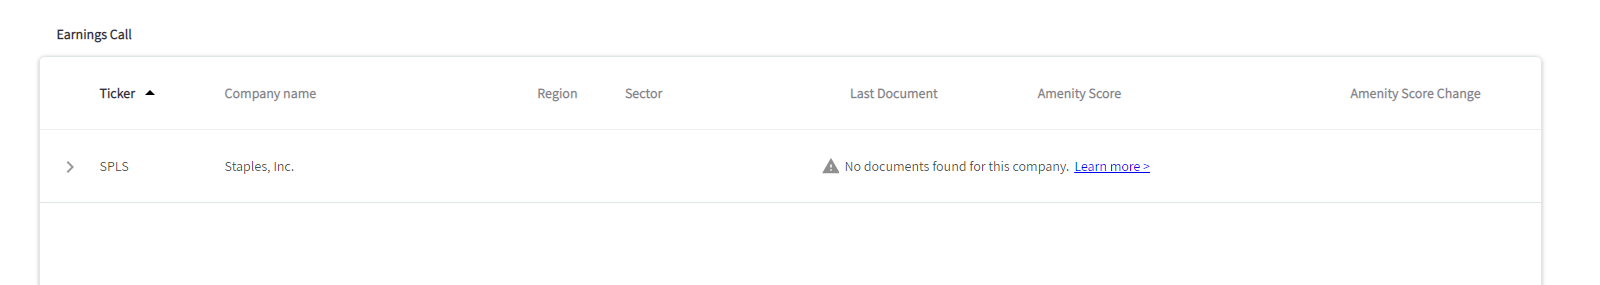 Earnings Call
Ticker Company name Region Sector Last Document Amenity Score Amenity Score Change
SPLS Staples, Inc. No documents found for this company. Learn more >